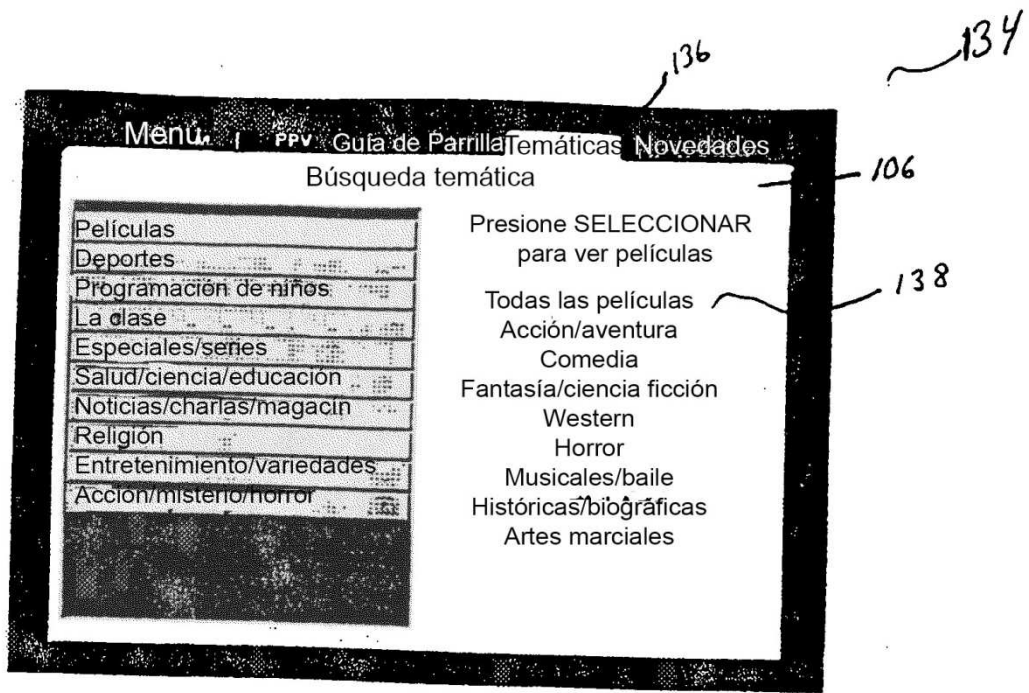 134
136
Menú | PPV Guía de Parrilla Temáticas Novedades
106
Búsqueda temática
Películas
Deportes
Programación de niños
La clase
Especiales/series
Salud/ciencia/educación
Noticias/charlas/magacín
Religión
Entretenimiento/variedades
Acción/misterio/horror
Presione SELECCIONAR
para ver películas
138
Todas las películas
Acción/aventura
Comedia
Fantasía/ciencia ficción
Western
Horror
Musicales/baile
Históricas/biográficas
Artes marciales